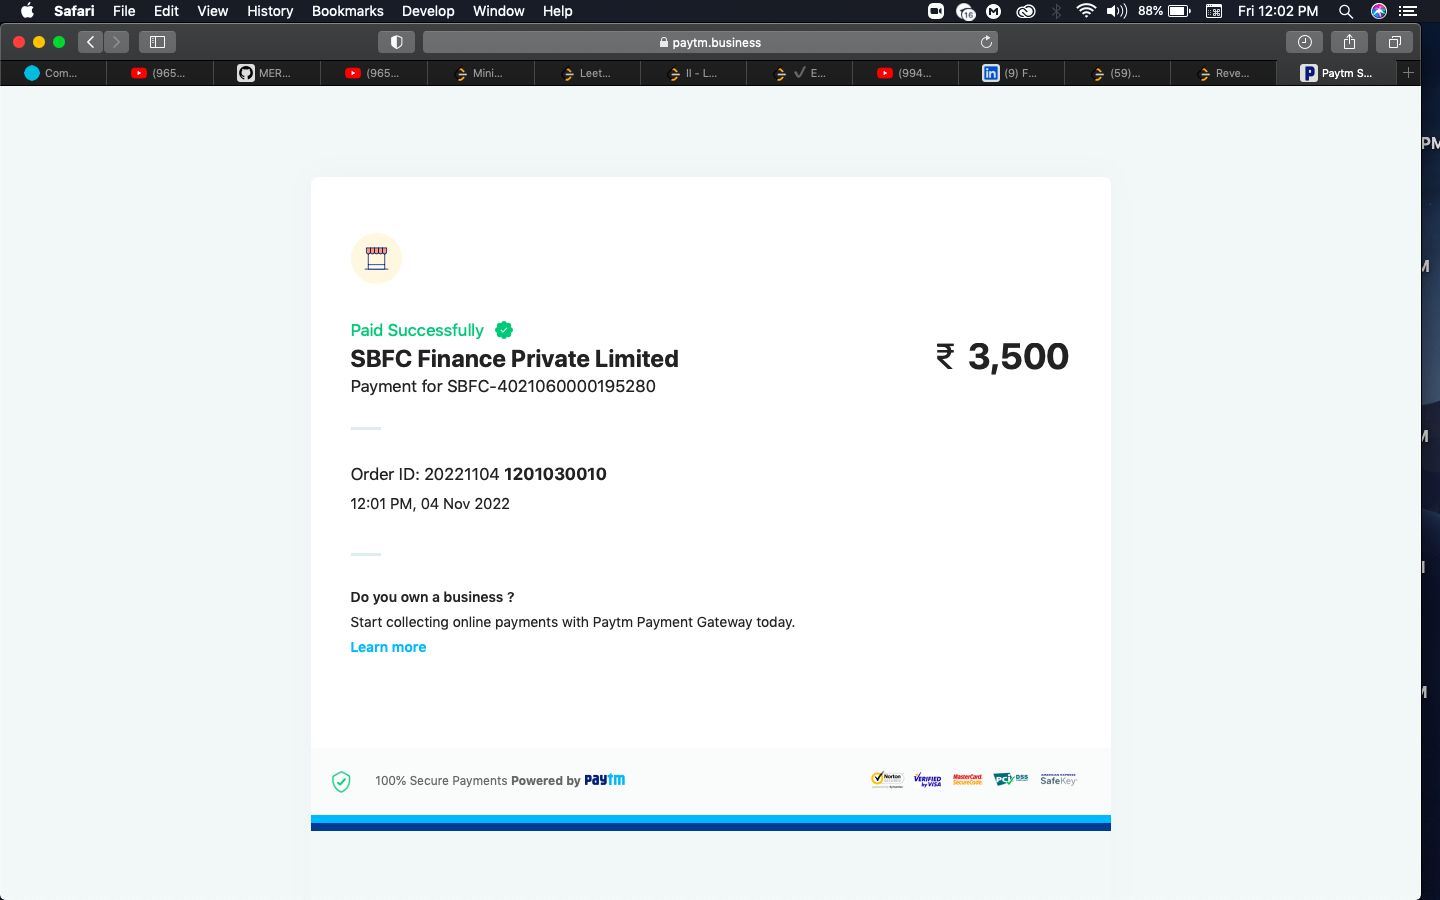 Safari File Edit View History Bookmarks Develop Window Help 16 88% Fri 12:02 PM
paytm.business
Com... (965... MER... (965... Mini... Leet... II - L... E... (994... (9) F... (59)... Reve... Paytm S...
PM
M
Paid Successfully
SBFC Finance Private Limited
₹ 3,500
Payment for SBFC-4021060000195280
M
Order ID: 20221104 1201030010
12:01 PM, 04 Nov 2022
Do you own a business ?
Start collecting online payments with Paytm Payment Gateway today.
Learn more
M
100% Secure Payments Powered by paytm
Norton
VERIFIED by VISA
MasterCard SecureCode
PCI DSS
AMERICAN EXPRESS SafeKey